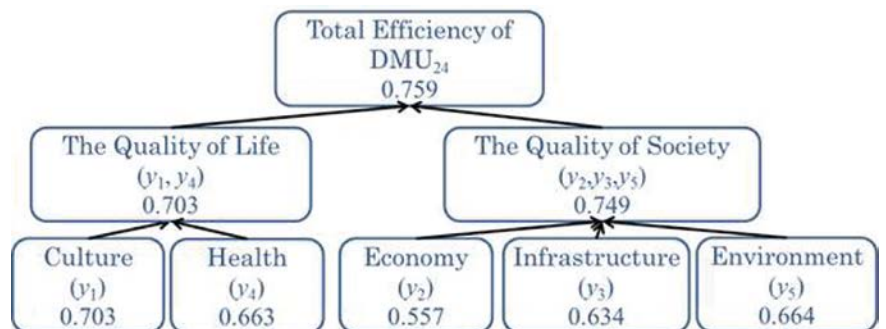 Total Efficiency of
DMU₂₄
0.759
The Quality of Life
(y₁, y₄)
0.703
The Quality of Society
(y₂,y₃,y₅)
0.749
Culture
(y₁)
0.703
Health
(y₄)
0.663
Economy
(y₂)
0.557
Infrastructure
(y₃)
0.634
Environment
(y₅)
0.664